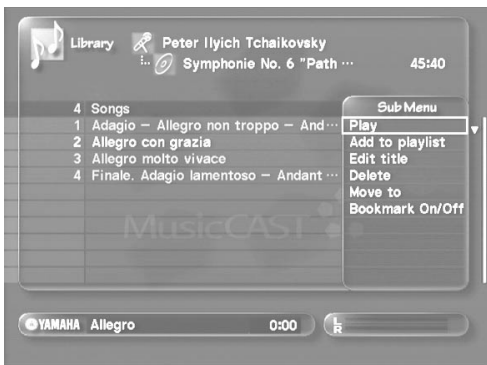 Library
Peter Ilyich Tchaikovsky
Symphonie No. 6 "Path ···
45:40
4 Songs
1 Adagio – Allegro non troppo – And ···
2 Allegro con grazia
3 Allegro molto vivace
4 Finale. Adagio lamentoso – Andant ···
Sub Menu
Play
Add to playlist
Edit title
Delete
Move to
Bookmark On/Off
MusicCAST
YAMAHA Allegro 0:00
L
R